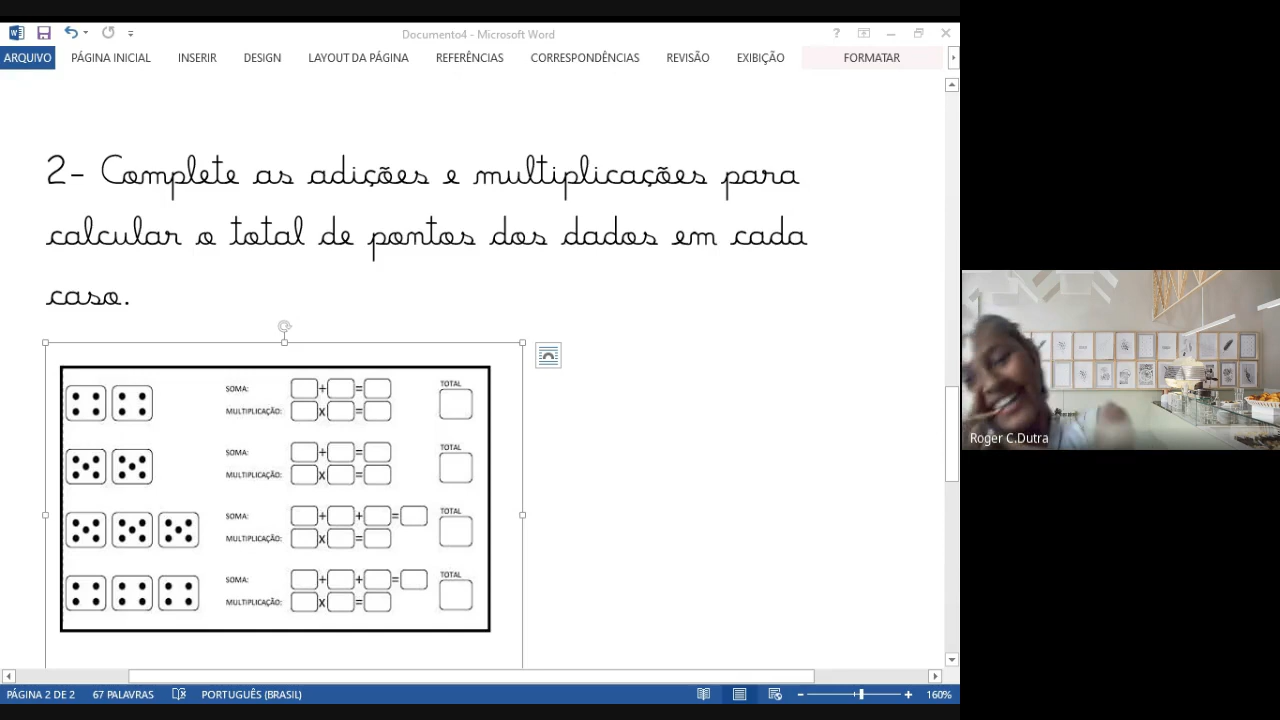 Documento4 - Microsoft Word
?
ARQUIVO PÁGINA INICIAL INSERIR DESIGN LAYOUT DA PÁGINA REFERÊNCIAS CORRESPONDÊNCIAS REVISÃO EXIBIÇÃO FORMATAR
2- Complete as adições e multiplicações para
calcular o total de pontos dos dados em cada
caso.
SOMA: + = TOTAL
MULTIPLICAÇÃO: x =
SOMA: + = TOTAL
MULTIPLICAÇÃO: x =
SOMA: + + = TOTAL
MULTIPLICAÇÃO: x =
SOMA: + + = TOTAL
MULTIPLICAÇÃO: x =
Roger C.Dutra
PÁGINA 2 DE 2 67 PALAVRAS PORTUGUÊS (BRASIL) 160%